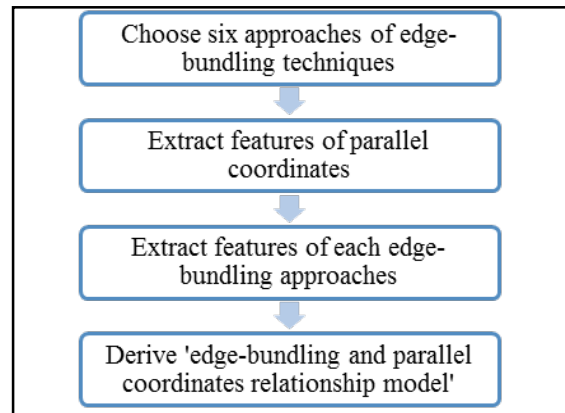 Choose six approaches of edge-
bundling techniques
Extract features of parallel
coordinates
Extract features of each edge-
bundling approaches
Derive 'edge-bundling and parallel
coordinates relationship model'